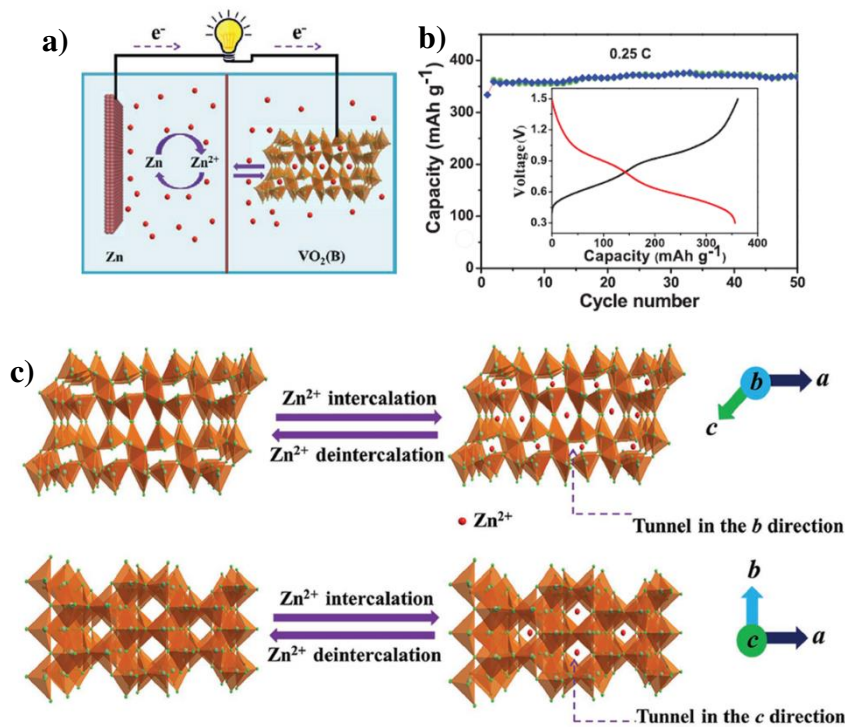 a)
e⁻
e⁻
Zn
Zn²⁺
Zn
VO₂(B)
b)
0.25 C
Capacity (mAh g⁻¹)
400
300
200
100
0
0
10
20
30
40
50
Cycle number
Voltage(V)
1.5
1.2
0.9
0.6
0.3
0
100
200
300
400
Capacity (mAh g⁻¹)
c)
Zn²⁺ intercalation
Zn²⁺ deintercalation
Zn²⁺
Tunnel in the b direction
b
a
c
Zn²⁺ intercalation
Zn²⁺ deintercalation
Tunnel in the c direction
b
c
a